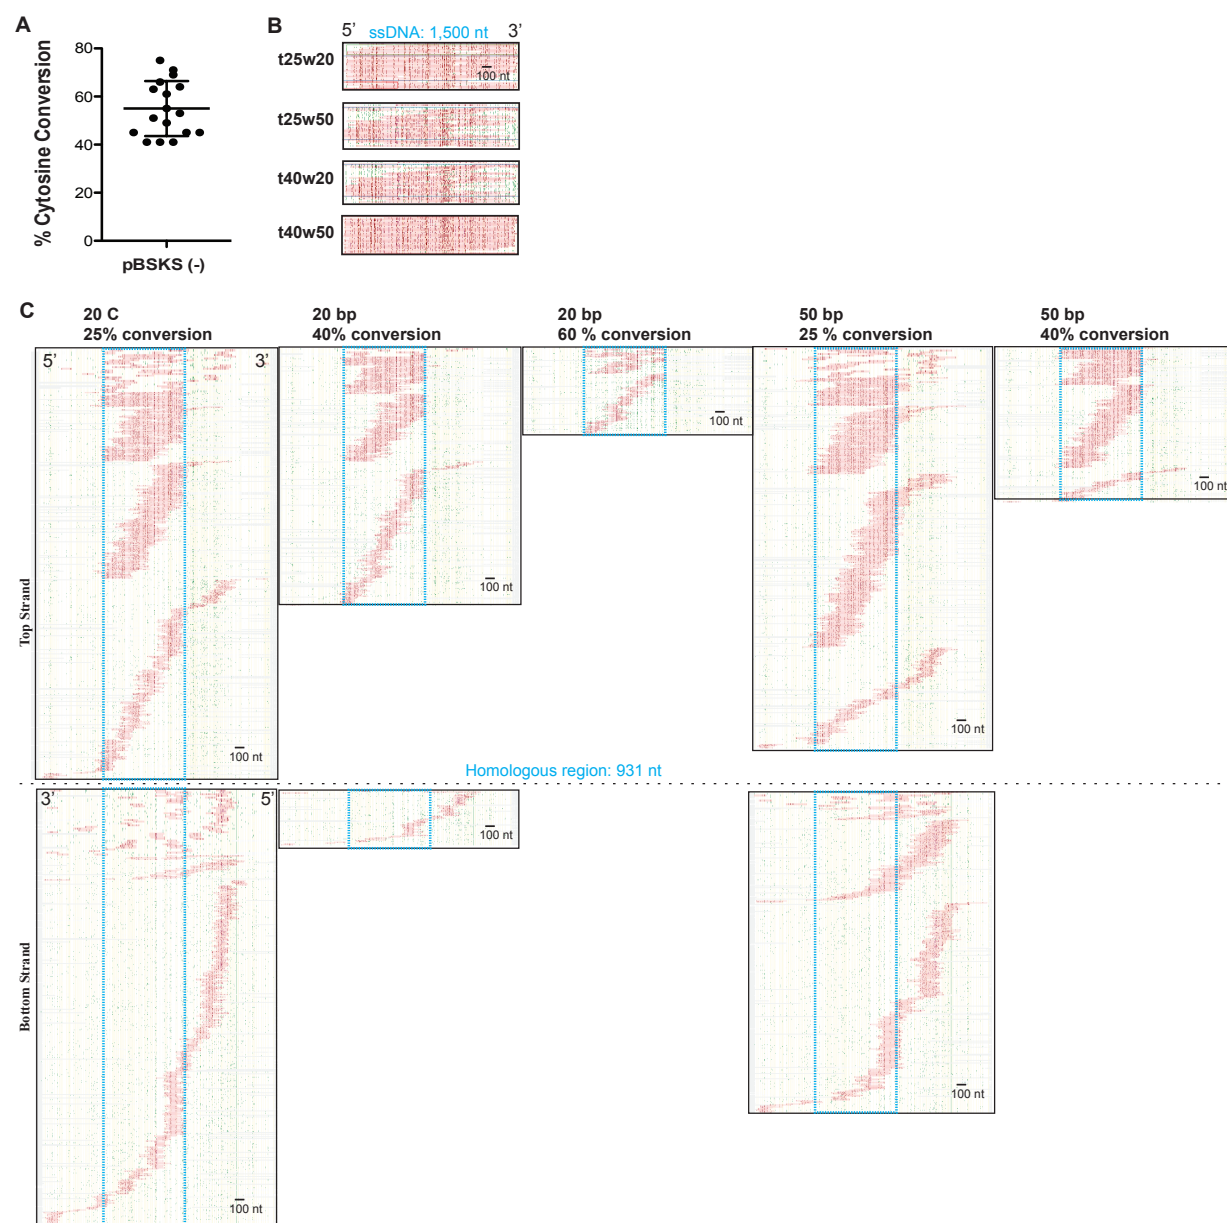 A
% Cytosine Conversion
80
60
40
20
0
pBSKS (-)
B
5’ ssDNA: 1,500 nt 3’
t25w20
100 nt
t25w50
t40w20
t40w50
C
20 C
25% conversion
20 bp
40% conversion
20 bp
60 % conversion
50 bp
25 % conversion
50 bp
40% conversion
5’ 3’
100 nt
100 nt
100 nt
100 nt
100 nt
Top Strand
Homologous region: 931 nt
3’ 5’
100 nt
100 nt
100 nt
Bottom Strand